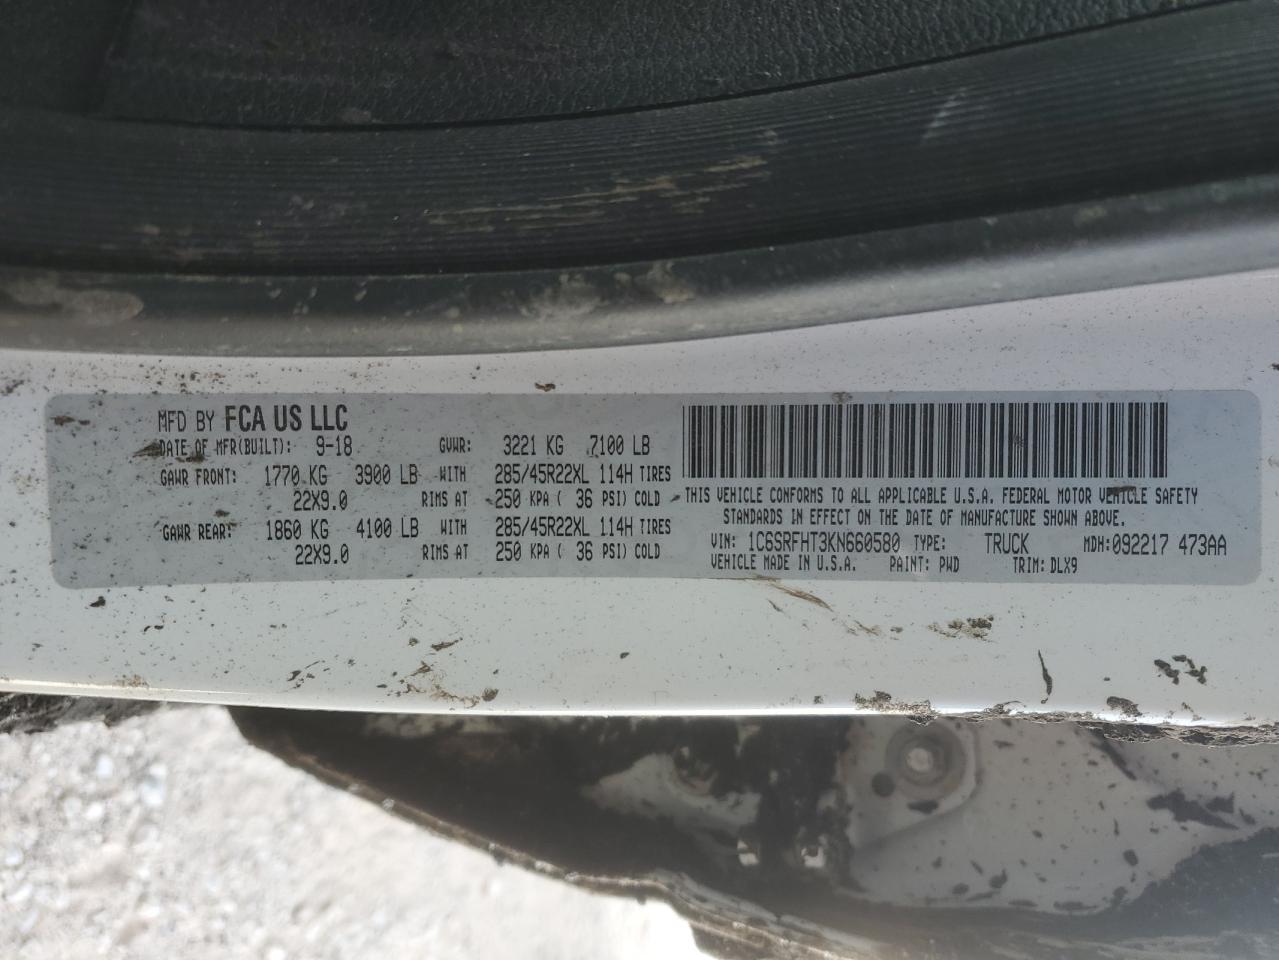 MFD BY FCA US LLC
DATE OF MFR(BUILT): 9-18 GVWR: 3221 KG 7100 LB
GAWR FRONT: 1770 KG 3900 LB WITH 285/45R22XL 114H TIRES
22X9.0 RIMS AT 250 KPA ( 36 PSI) COLD
GAWR REAR: 1860 KG 4100 LB WITH 285/45R22XL 114H TIRES
22X9.0 RIMS AT 250 KPA ( 36 PSI) COLD
THIS VEHICLE CONFORMS TO ALL APPLICABLE U.S.A. FEDERAL MOTOR VEHICLE SAFETY
STANDARDS IN EFFECT ON THE DATE OF MANUFACTURE SHOWN ABOVE.
VIN: 1C6SRFHT3KN660580 TYPE: TRUCK MDH: 092217 473AA
VEHICLE MADE IN U.S.A. PAINT: PWD TRIM: DLX9